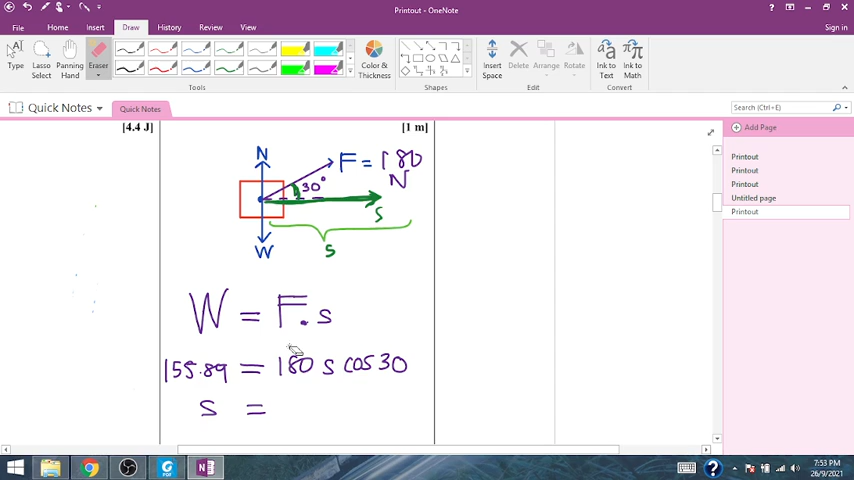 Printout - OneNote
File Home Insert Draw History Review View Sign in
Type Lasso Select Panning Hand Eraser Color & Thickness Insert Space Delete Arrange Rotate Ink to Text Ink to Math
Tools Shapes Edit Convert
Quick Notes Quick Notes Search (Ctrl+E)
[4.4 J] [1 m] Add Page
N F = 180 N
30°
s
s
W
Printout
Printout
Printout
Untitled page
Printout
W = F.s
155.89 = 180 s cos 30
s =
7:53 PM
26/9/2021